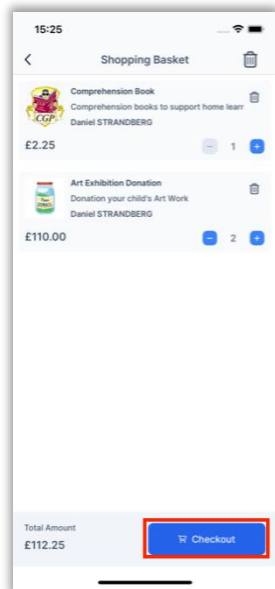 15:25
Shopping Basket
Comprehension Book
Comprehension books to support home learr
Daniel STRANDBERG
CGP
£2.25
1
Art Exhibition Donation
Donation your child's Art Work
Daniel STRANDBERG
£110.00
2
Total Amount
£112.25
Checkout